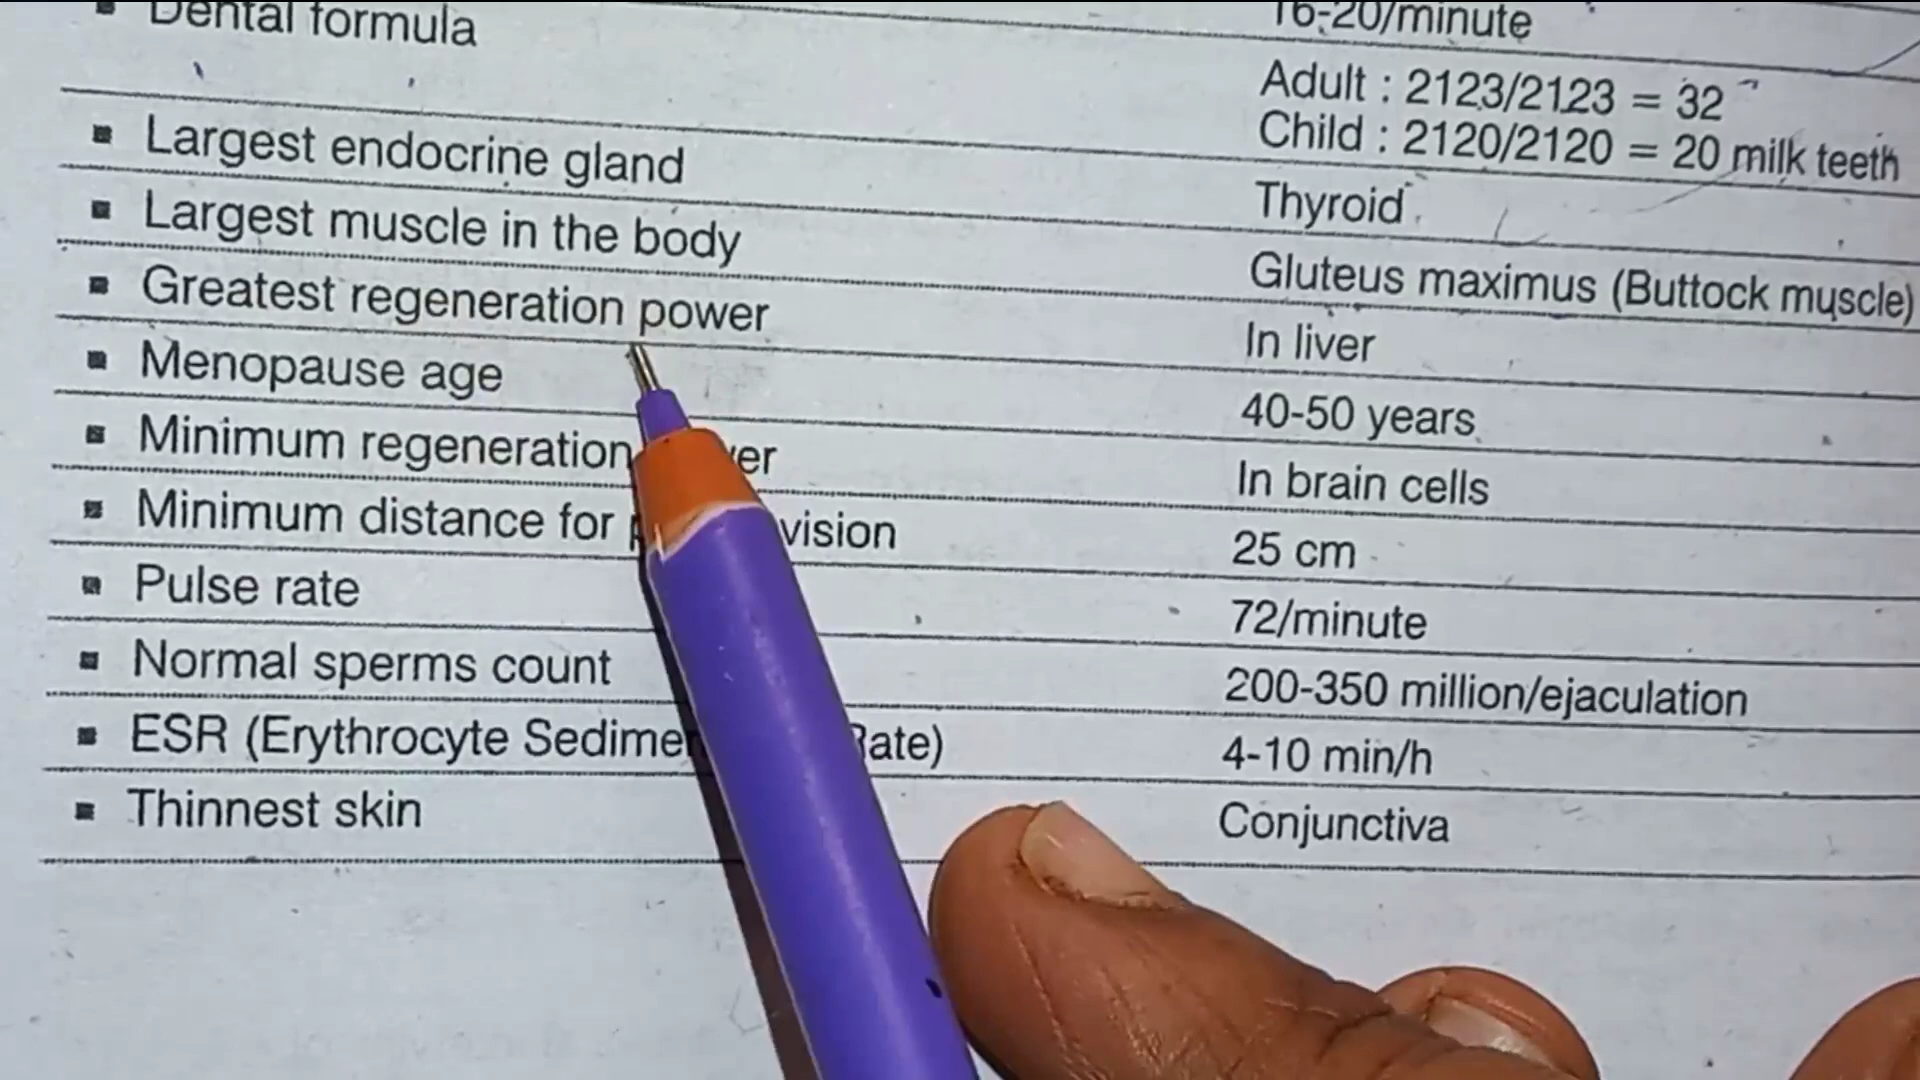 Dental formula
16-20/minute
Adult : 2123/2123 = 32
Child : 2120/2120 = 20 milk teeth
Largest endocrine gland
Thyroid
Largest muscle in the body
Gluteus maximus (Buttock muscle)
Greatest regeneration power
In liver
Menopause age
40-50 years
Minimum regeneration
In brain cells
Minimum distance for vision
25 cm
Pulse rate
72/minute
Normal sperms count
200-350 million/ejaculation
ESR (Erythrocyte Rate)
4-10 min/h
Thinnest skin
Conjunctiva